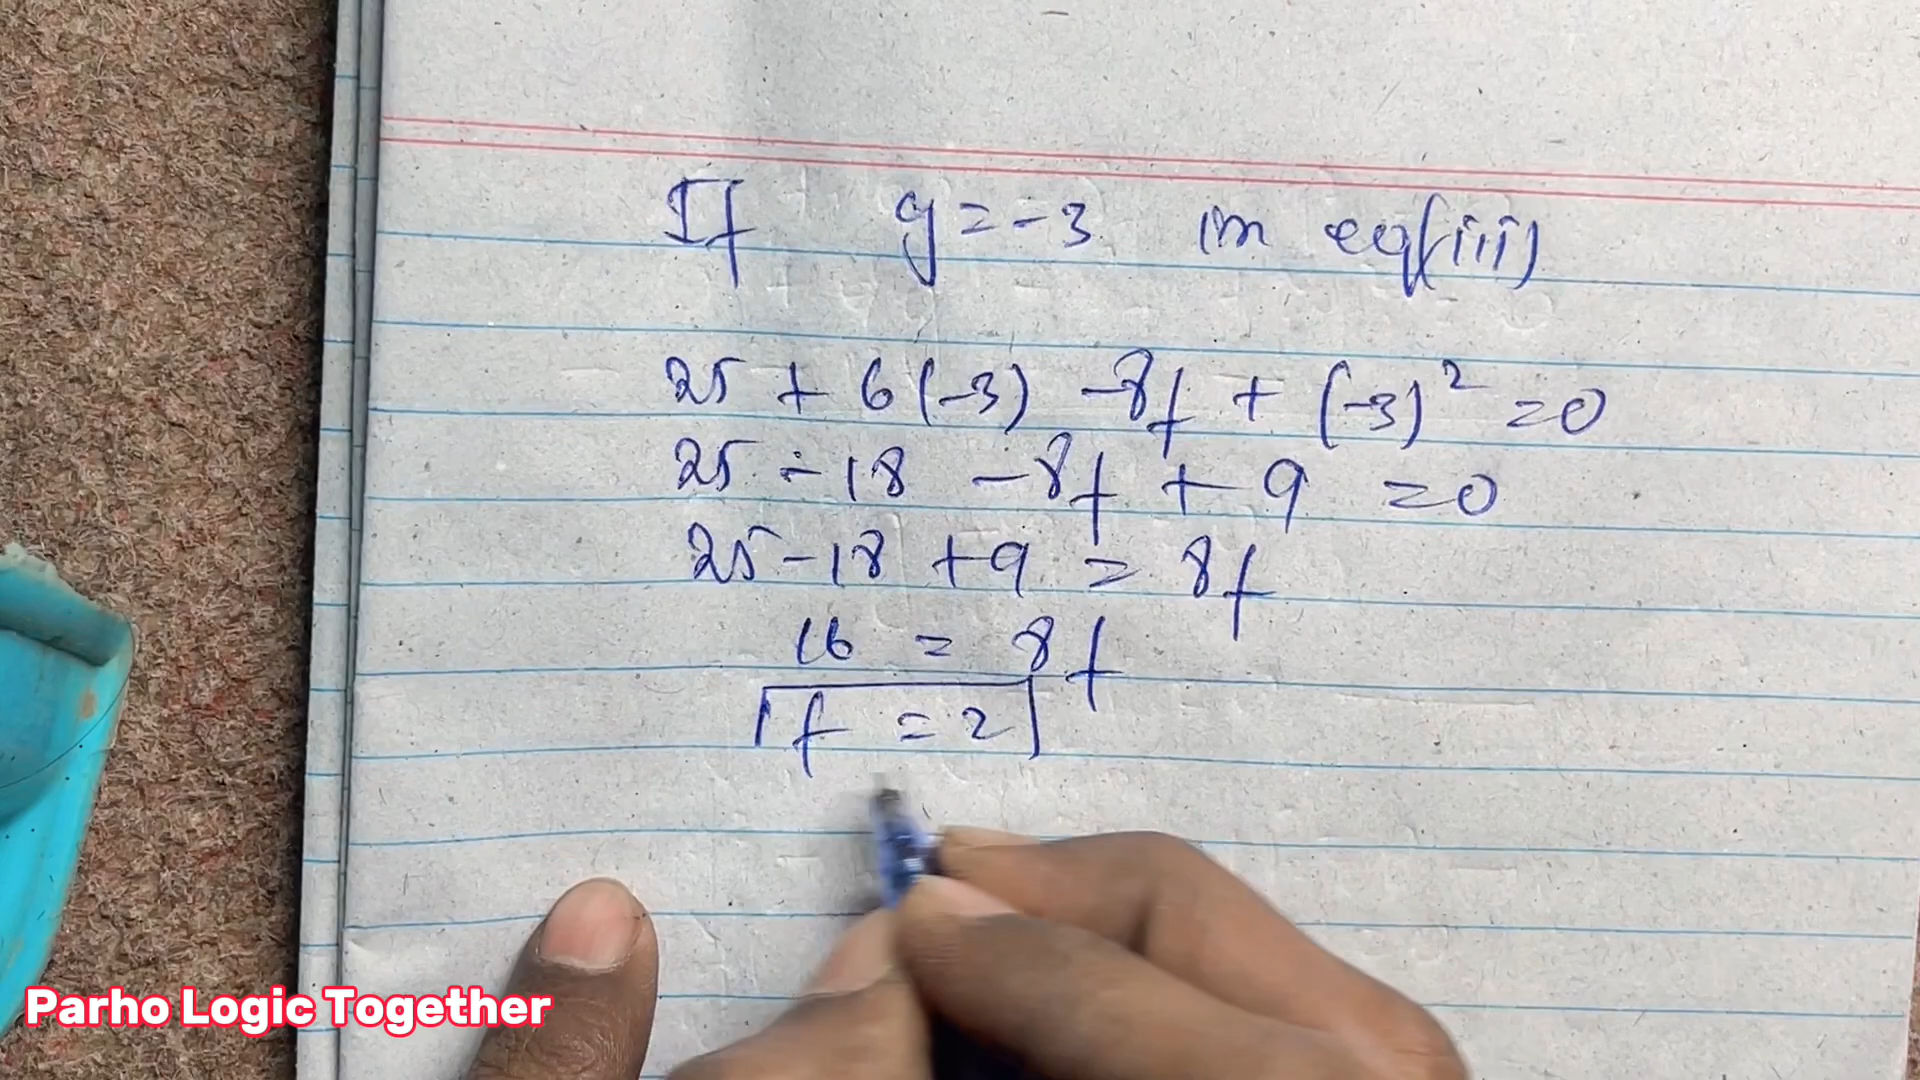 If g = -3 in eq(iii)
25 + 6(-3) -8f + (-3)² = 0
25 - 18 - 8f + 9 = 0
25 - 18 + 9 = 8f
16 = 8f
f = 2
Parho Logic Together